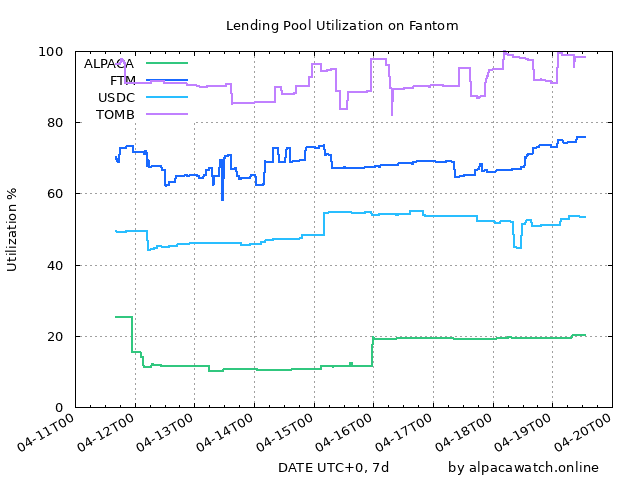 Lending Pool Utilization on Fantom
Utilization %
100
80
60
40
20
0
ALPACA
FTM
USDC
TOMB
04-11T00
04-12T00
04-13T00
04-14T00
04-15T00
04-16T00
04-17T00
04-18T00
04-19T00
04-20T00
DATE UTC+0, 7d
by alpacawatch.online